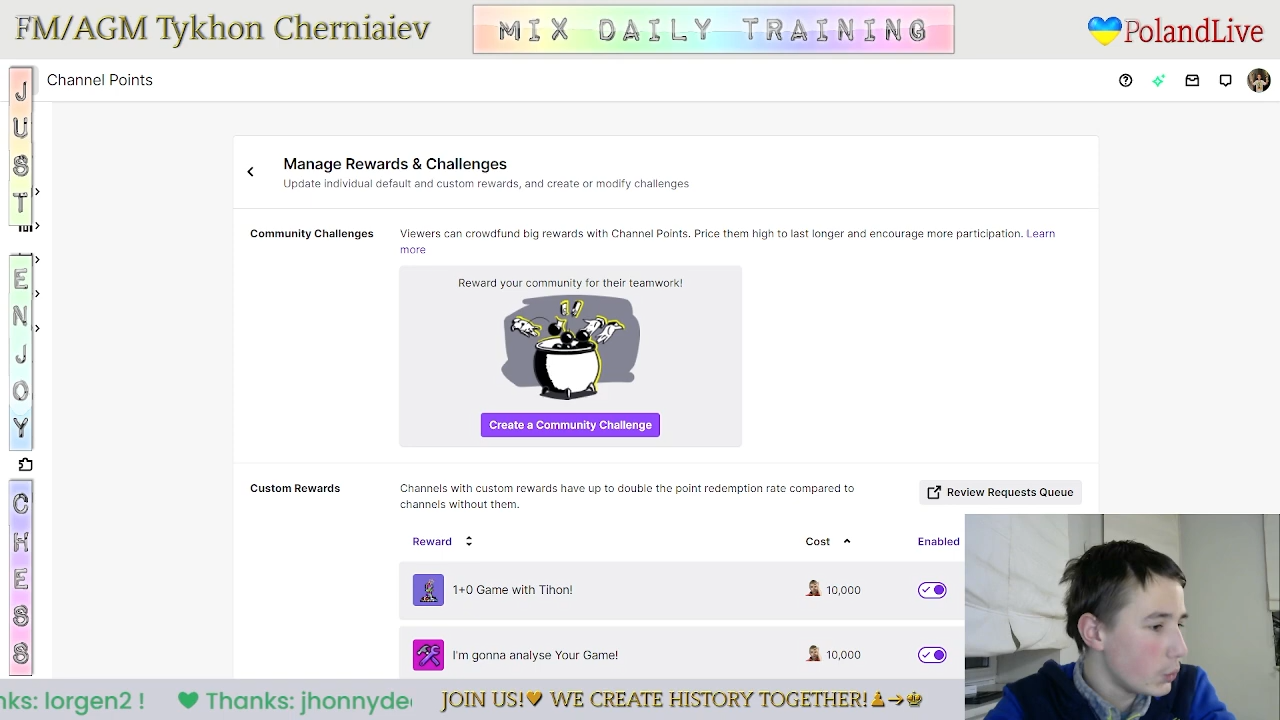 FM/AGM Tykhon Cherniaiev
MIX DAILY TRAINING
PolandLive
JUST
ENJOY
CHESS
Channel Points
Manage Rewards & Challenges
Update individual default and custom rewards, and create or modify challenges
Community Challenges
Viewers can crowdfund big rewards with Channel Points. Price them high to last longer and encourage more participation. Learn
more
Reward your community for their teamwork!
Create a Community Challenge
Custom Rewards
Channels with custom rewards have up to double the point redemption rate compared to
channels without them.
Review Requests Queue
Reward
Cost
Enabled
1+0 Game with Tihon!
10,000
I'm gonna analyse Your Game!
10,000
lorgen2 !
Thanks:
JOIN US! WE CREATE HISTORY TOGETHER!